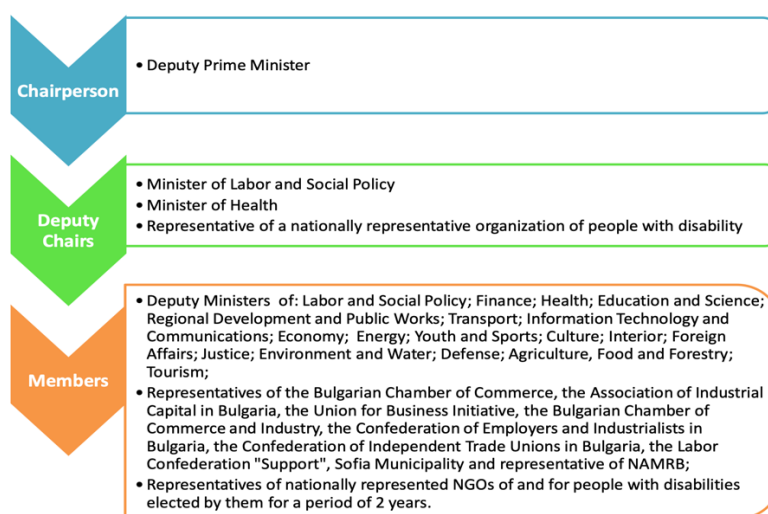 Chairperson
• Deputy Prime Minister
Deputy
Chairs
• Minister of Labor and Social Policy
• Minister of Health
• Representative of a nationally representative organization of people with disability
Members
• Deputy Ministers of: Labor and Social Policy; Finance; Health; Education and Science;
Regional Development and Public Works; Transport; Information Technology and
Communications; Economy; Energy; Youth and Sports; Culture; Interior; Foreign
Affairs; Justice; Environment and Water; Defense; Agriculture, Food and Forestry;
Tourism;
• Representatives of the Bulgarian Chamber of Commerce, the Association of Industrial
Capital in Bulgaria, the Union for Business Initiative, the Bulgarian Chamber of
Commerce and Industry, the Confederation of Employers and Industrialists in
Bulgaria, the Confederation of Independent Trade Unions in Bulgaria, the Labor
Confederation "Support", Sofia Municipality and representative of NAMRB;
• Representatives of nationally represented NGOs of and for people with disabilities
elected by them for a period of 2 years.